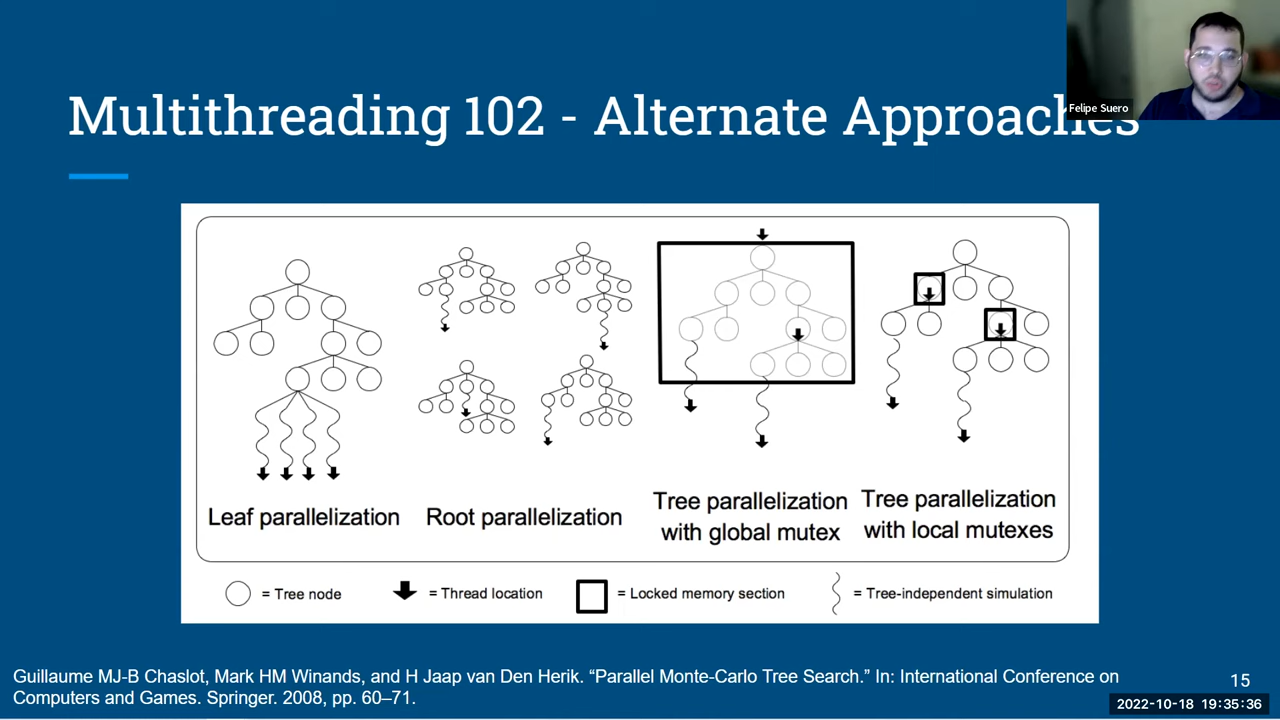 Felipe Suero
Multithreading 102 - Alternate Approaches
Leaf parallelization
Root parallelization
Tree parallelization
with global mutex
Tree parallelization
with local mutexes
= Tree node
= Thread location
= Locked memory section
= Tree-independent simulation
Guillaume MJ-B Chaslot, Mark HM Winands, and H Jaap van Den Herik. “Parallel Monte-Carlo Tree Search.” In: International Conference on
Computers and Games. Springer. 2008, pp. 60–71.
15
2022-10-18 19:35:36